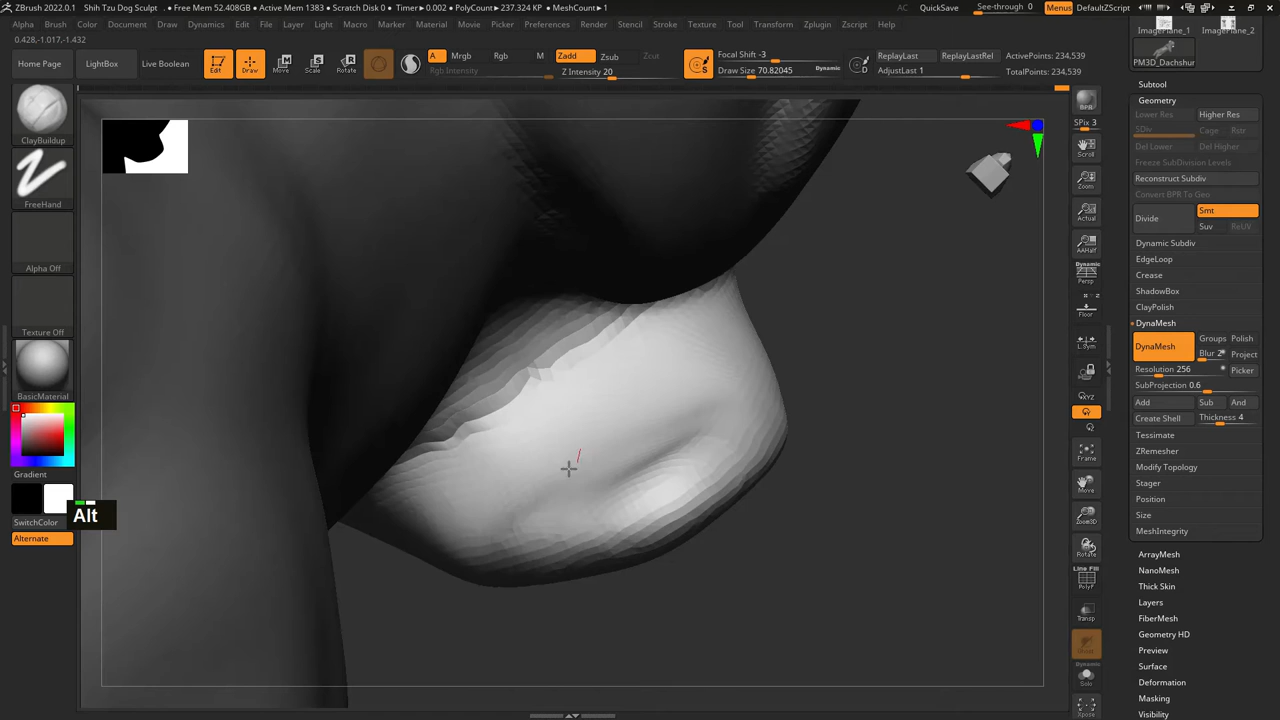 ZBrush 2022.0.1 Shih Tzu Dog Sculpt • Free Mem 52.408GB • Active Mem 1383 • Scratch Disk 0 • Timer▶0.002 • PolyCount▶237.324 KP • MeshCount▶1
AC QuickSave See-through 0 Menus DefaultZScript
Alpha Brush Color Document Draw Dynamics Edit File Layer Light Macro Marker Material Movie Picker Preferences Render Stencil Stroke Texture Tool Transform Zplugin Zscript Help
0.428,-1.017,-1.432
Home Page
LightBox
Live Boolean
Edit
Draw
Move
Scale
Rotate
A Mrgb Rgb M
Rgb Intensity
Zadd Zsub Zcut
Z Intensity 20
S
Focal Shift -3
Draw Size 70.82045 Dynamic
D
ReplayLast ReplayLastRel
AdjustLast 1
ActivePoints: 234,539
TotalPoints: 234,539
ClayBuildup
FreeHand
Alpha Off
Texture Off
BasicMaterial
Gradient
SwitchColor
Alternate
Alt
BPR
SPix 3
Scroll
Zoom
Actual
AAHalf
Dynamic
Persp
Floor
L.Sym
XYZ
Y
Z
Frame
Move
Zoom3D
Rotate
Line Fill
PolyF
Transp
Dynamic
Solo
Xpose
ImagePlane_1 ImagePlane_2
PM3D_Dachshur
Subtool
Geometry
Lower Res Higher Res
SDiv Cage Rstr
Del Lower Del Higher
Freeze SubDivision Levels
Reconstruct Subdiv
Convert BPR To Geo
Divide
Smt
Suv ReUV
Dynamic Subdiv
EdgeLoop
Crease
ShadowBox
ClayPolish
DynaMesh
DynaMesh
Groups Polish
Blur 2 Project
Resolution 256 Picker
SubProjection 0.6
Add Sub And
Create Shell Thickness 4
Tessimate
ZRemesher
Modify Topology
Stager
Position
Size
MeshIntegrity
ArrayMesh
NanoMesh
Thick Skin
Layers
FiberMesh
Geometry HD
Preview
Surface
Deformation
Masking
Visibility